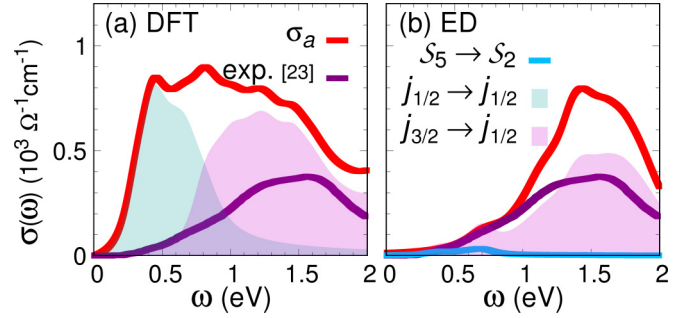 (a) DFT
σₐ
exp. [23]
(b) ED
𝒮₅ → 𝒮₂
j₁/₂ → j₁/₂
j₃/₂ → j₁/₂
σ(ω) (10³ Ω⁻¹cm⁻¹)
1
0.5
0
0 0.5 1 1.5 2
0 0.5 1 1.5 2
ω (eV)
ω (eV)